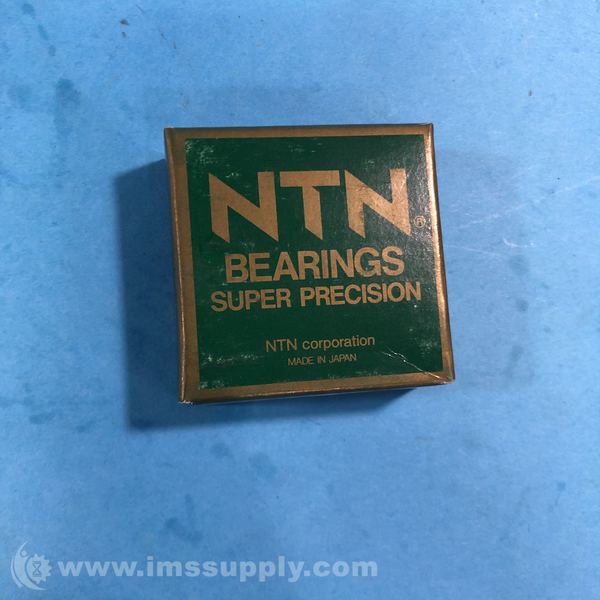 NTN®
BEARINGS
SUPER PRECISION
NTN corporation
MADE IN JAPAN
www.imssupply.com